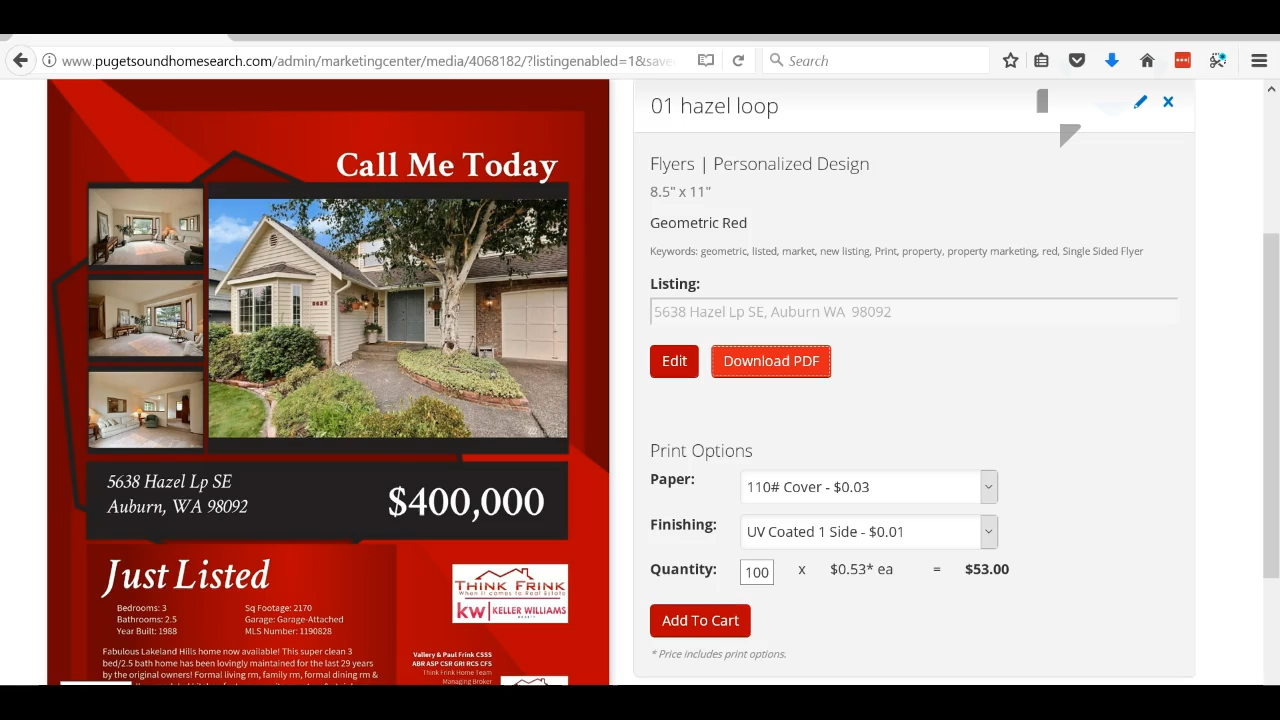 www.pugetsoundhomesearch.com/admin/marketingcenter/media/4068182/?listingenabled=1&save
Search
Call Me Today
5638 Hazel Lp SE
Auburn, WA 98092
$400,000
Just Listed
Bedrooms: 3
Bathrooms: 2.5
Year Built: 1988
Sq Footage: 2170
Garage: Garage-Attached
MLS Number: 1190828
Fabulous Lakeland Hills home now available! This super clean 3
bed/2.5 bath home has been lovingly maintained for the last 29 years
by the original owners! Formal living rm, family rm, formal dining rm &
THINK FRINK
When it comes to Real Estate
kw KELLER WILLIAMS
REALTY
Vallery & Paul Frink CSSS
ABR ASP CSR GRI RCS CFS
Think Frink Home Team
Managing Broker
01 hazel loop
Flyers | Personalized Design
8.5" x 11"
Geometric Red
Keywords: geometric, listed, market, new listing, Print, property, property marketing, red, Single Sided Flyer
Listing:
5638 Hazel Lp SE, Auburn WA 98092
Edit
Download PDF
Print Options
Paper:
110# Cover - $0.03
Finishing:
UV Coated 1 Side - $0.01
Quantity:
100 x $0.53* ea = $53.00
Add To Cart
* Price includes print options.